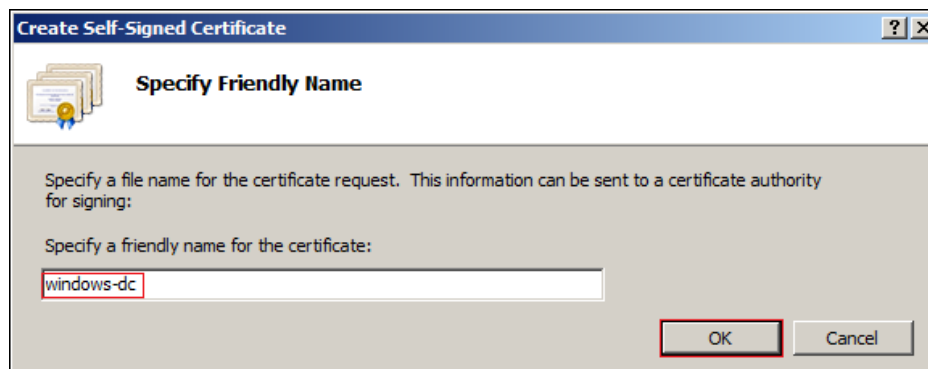 Create Self-Signed Certificate
Specify Friendly Name
Specify a file name for the certificate request.  This information can be sent to a certificate authority
for signing:
Specify a friendly name for the certificate:
windows-dc
OK Cancel